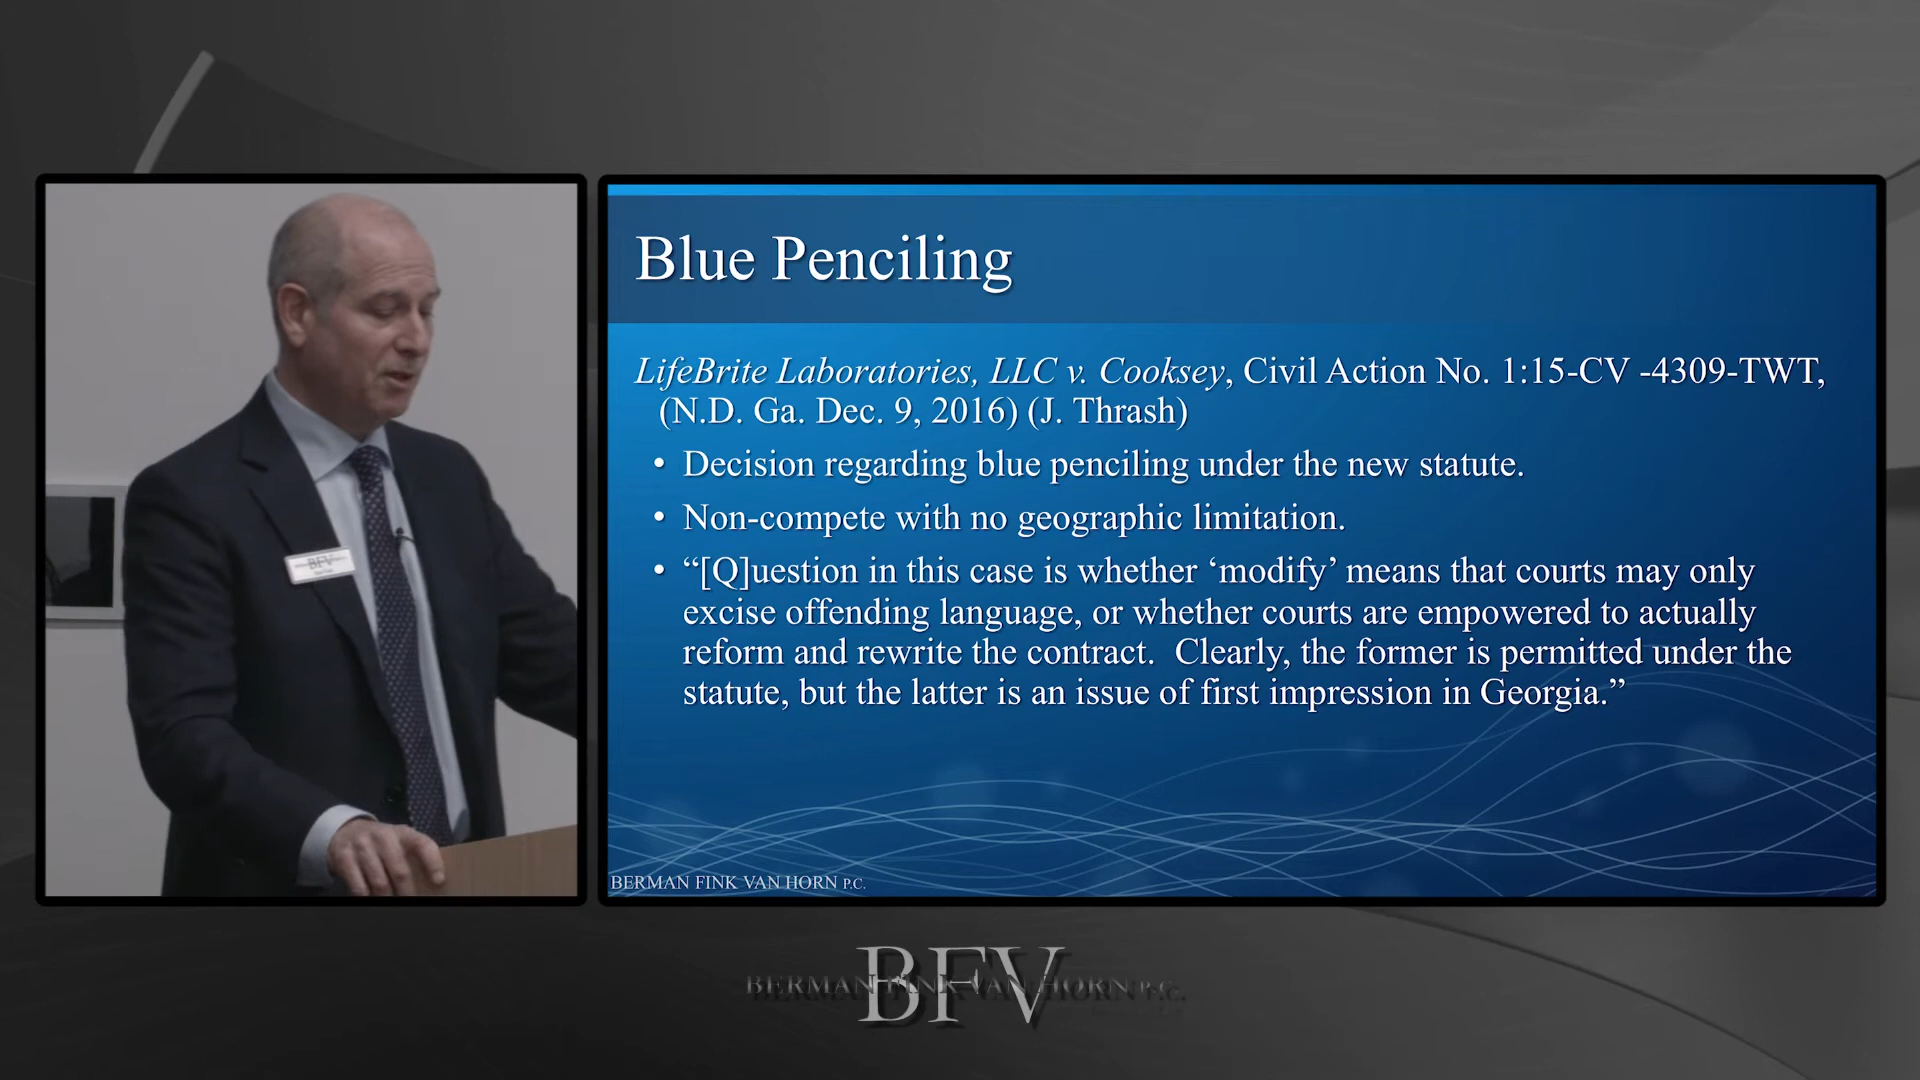 BFV
Blue Penciling
LifeBrite Laboratories, LLC v. Cooksey, Civil Action No. 1:15-CV -4309-TWT,
(N.D. Ga. Dec. 9, 2016) (J. Thrash)
• Decision regarding blue penciling under the new statute.
• Non-compete with no geographic limitation.
• “[Q]uestion in this case is whether ‘modify’ means that courts may only
excise offending language, or whether courts are empowered to actually
reform and rewrite the contract.  Clearly, the former is permitted under the
statute, but the latter is an issue of first impression in Georgia.”
BERMAN FINK VAN HORN P.C.
BFV
BERMAN FINK VAN HORN P.C.